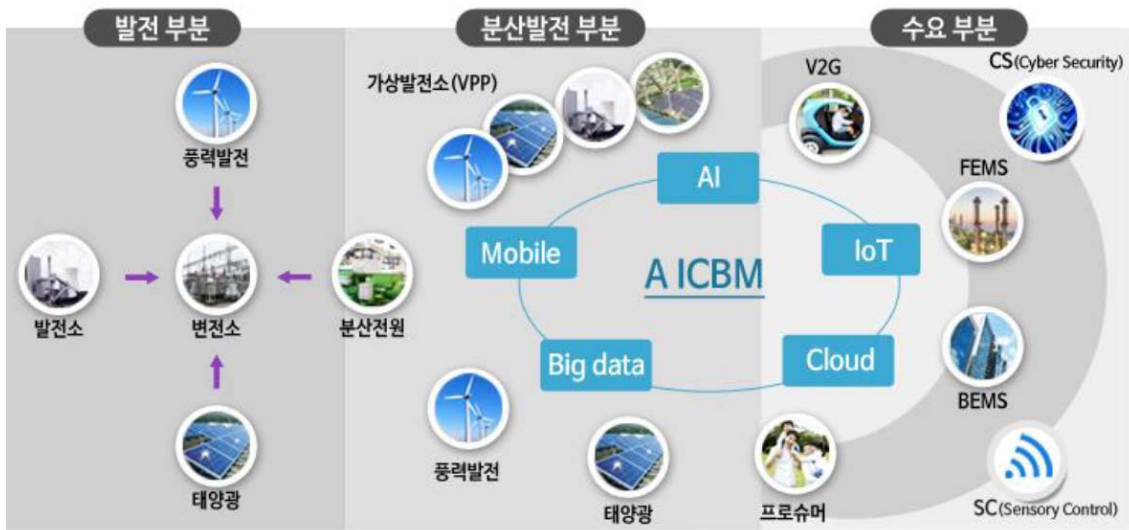 발전 부분
분산발전 부분
수요 부분
풍력발전
발전소
변전소
분산전원
태양광
가상발전소(VPP)
AI
Mobile
IoT
A ICBM
Big data
Cloud
풍력발전
태양광
V2G
CS(Cyber Security)
FEMS
BEMS
프로슈머
SC(Sensory Control)